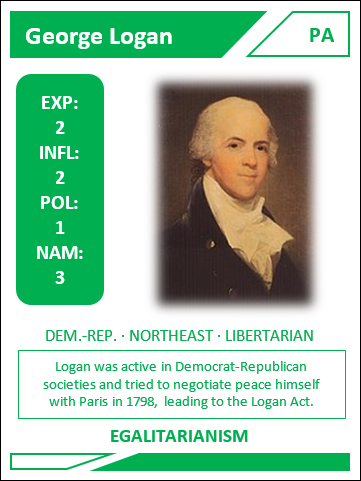 George Logan
PA
EXP:
2
INFL:
2
POL:
1
NAM:
3
DEM.-REP. · NORTHEAST · LIBERTARIAN
Logan was active in Democrat-Republican
societies and tried to negotiate peace himself
with Paris in 1798,  leading to the Logan Act.
EGALITARIANISM